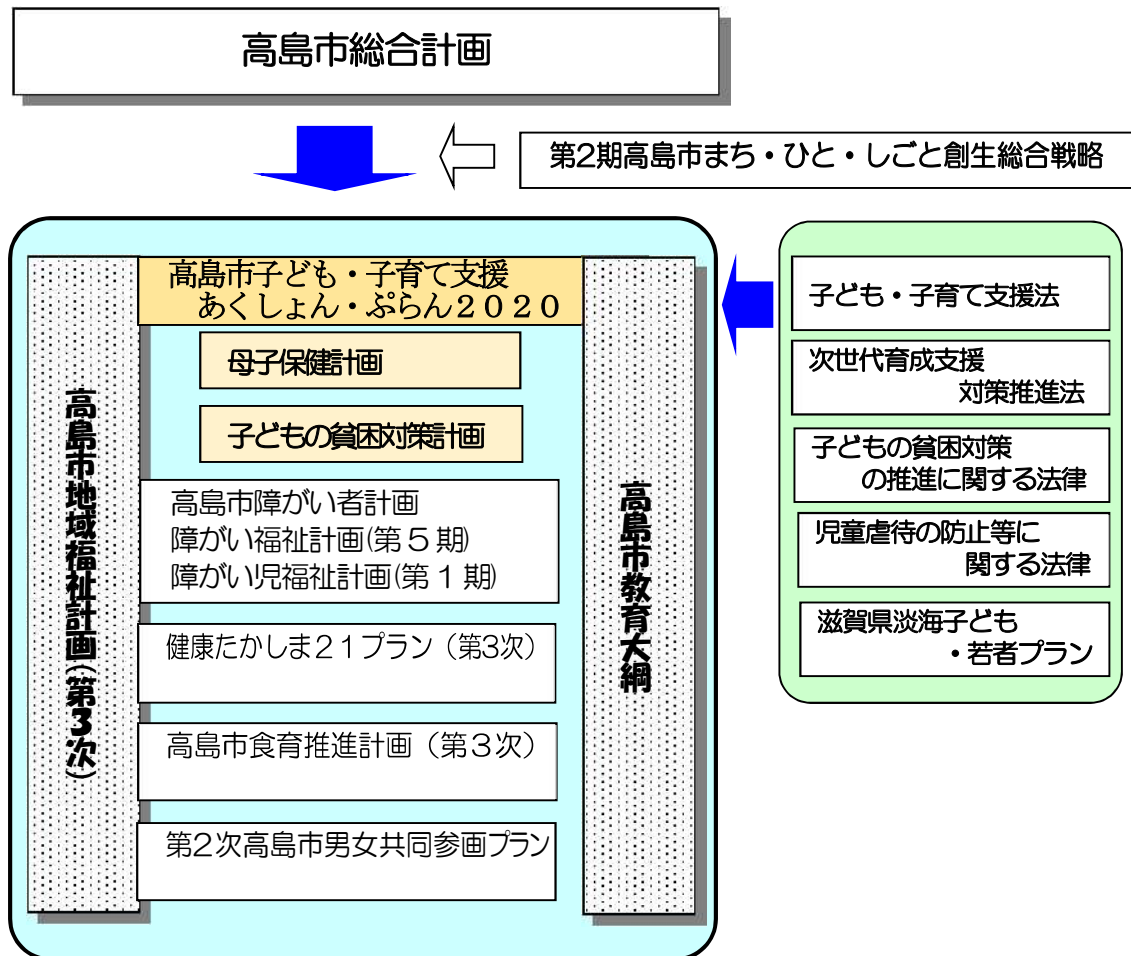 高島市総合計画
第2期高島市まち・ひと・しごと創生総合戦略
高島市地域福祉計画(第3次)
高島市子ども・子育て支援
あくしょん・ぷらん２０２０
母子保健計画
子どもの貧困対策計画
高島市障がい者計画
障がい福祉計画(第５期)
障がい児福祉計画(第１期)
健康たかしま２１プラン（第3次）
高島市食育推進計画（第３次）
第２次高島市男女共同参画プラン
高島市教育大綱
子ども・子育て支援法
次世代育成支援
対策推進法
子どもの貧困対策
の推進に関する法律
児童虐待の防止等に
関する法律
滋賀県淡海子ども
・若者プラン